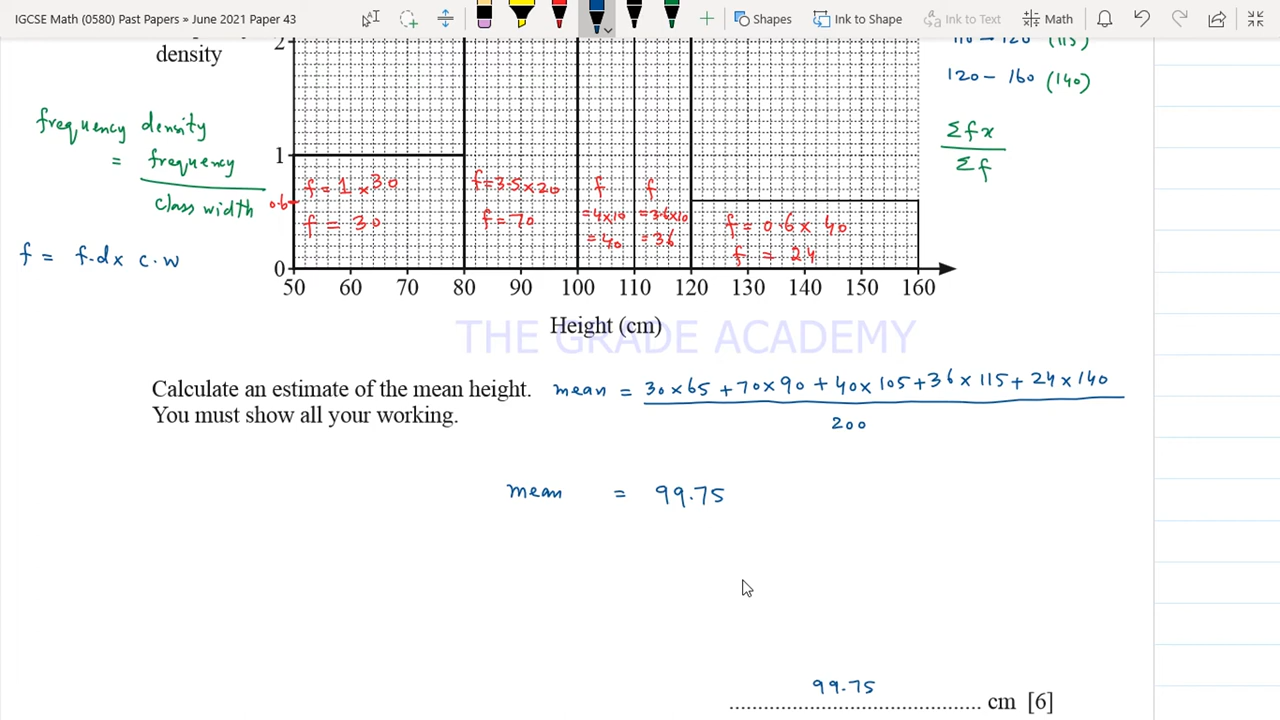 IGCSE Math (0580) Past Papers » June 2021 Paper 43
Shapes
Ink to Shape
Ink to Text
Math
2
density
110 - 120 (115)
120 - 160 (140)
frequency density
= frequency
class width
f = f.d x c.w
Σfx
Σf
1
0.6
0
f = 1 x 30
f = 30
f = 3.5 x 20
f = 70
f
= 4x10
= 40
f
= 3.6x10
= 36
f = 0.6 x 40
f = 24
50 60 70 80 90 100 110 120 130 140 150 160
Height (cm)
THE GRADE ACADEMY
Calculate an estimate of the mean height.
You must show all your working.
mean = 30 x 65 + 70 x 90 + 40 x 105 + 36 x 115 + 24 x 140
200
mean = 99.75
99.75
cm [6]